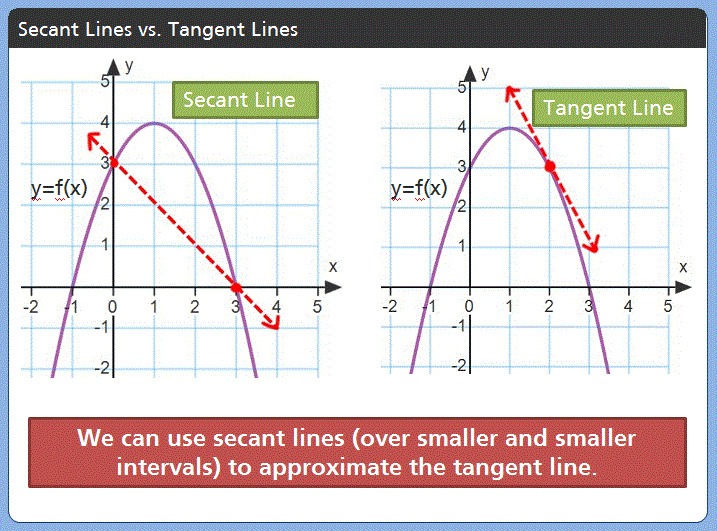 Secant Lines vs. Tangent Lines
y
5
Secant Line
4
3
y=f(x)
2
1
x
-2 -1 0 1 2 3 4 5
-1
-2
y
5
Tangent Line
4
3
y=f(x)
2
1
x
-2 -1 0 1 2 3 4 5
-1
-2
We can use secant lines (over smaller and smaller
intervals) to approximate the tangent line.